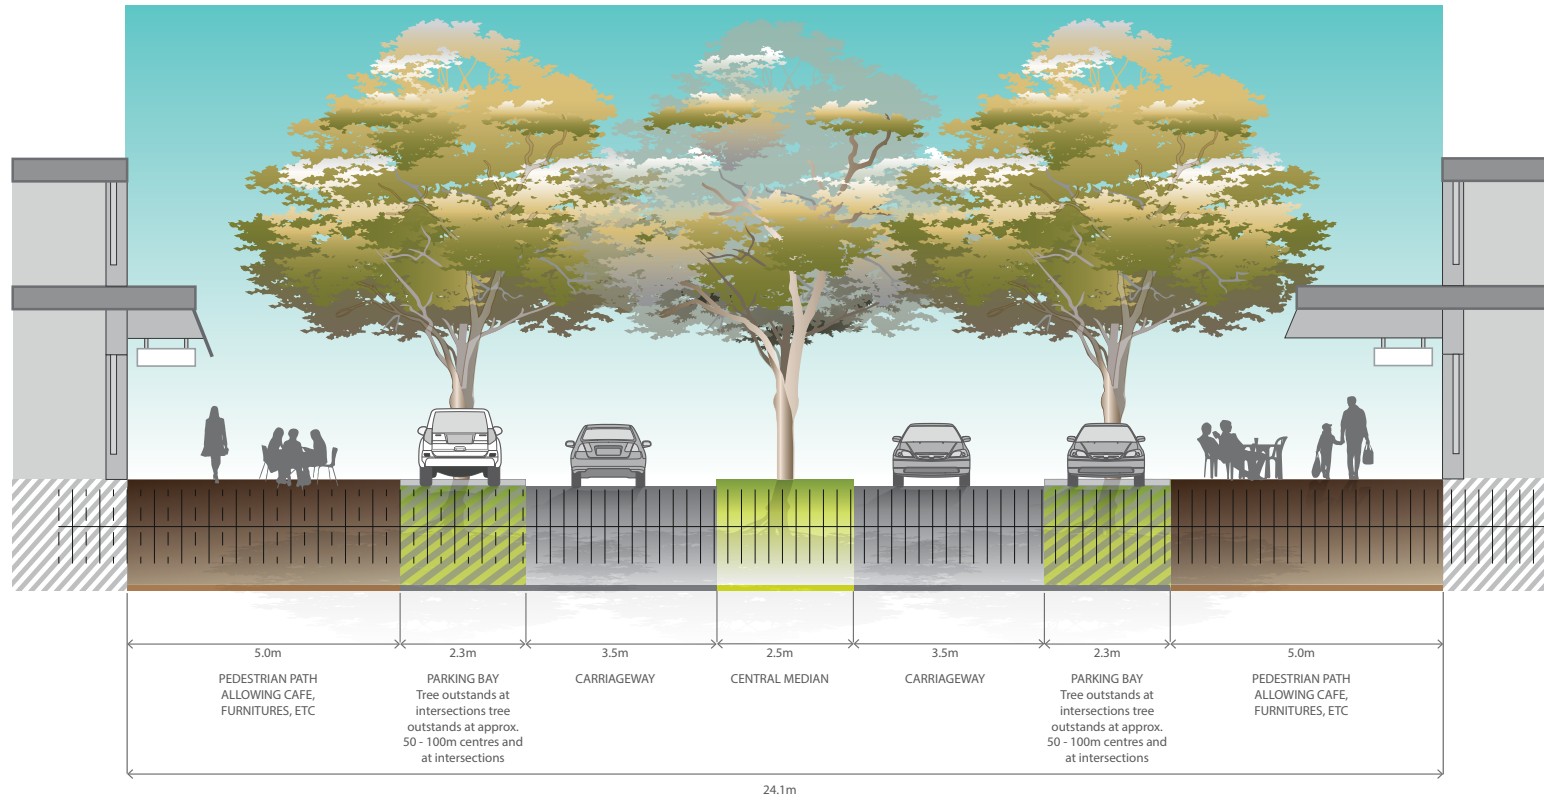 5.0m
2.3m
3.5m
2.5m
3.5m
2.3m
5.0m
PEDESTRIAN PATH
ALLOWING CAFE,
FURNITURES, ETC
PARKING BAY
Tree outstands at
intersections tree
outstands at approx.
50 - 100m centres and
at intersections
CARRIAGEWAY
CENTRAL MEDIAN
CARRIAGEWAY
PARKING BAY
Tree outstands at
intersections tree
outstands at approx.
50 - 100m centres and
at intersections
PEDESTRIAN PATH
ALLOWING CAFE,
FURNITURES, ETC
24.1m